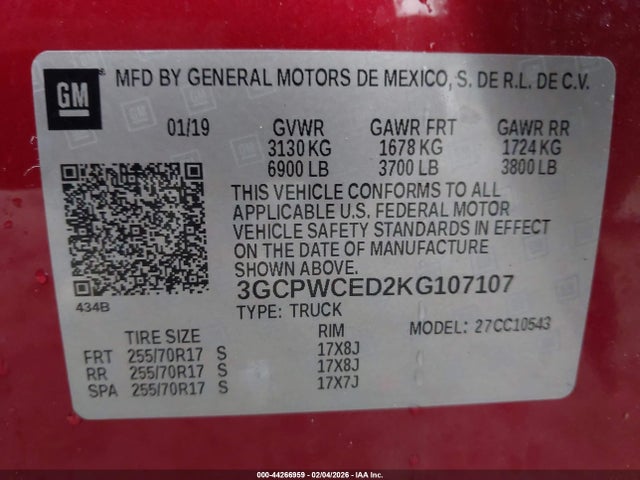 GM
MFD BY GENERAL MOTORS DE MEXICO, S. DE R.L. DE C.V.
01/19 GVWR GAWR FRT GAWR RR
3130 KG 1678 KG 1724 KG
6900 LB 3700 LB 3800 LB
THIS VEHICLE CONFORMS TO ALL
APPLICABLE U.S. FEDERAL MOTOR
VEHICLE SAFETY STANDARDS IN EFFECT
ON THE DATE OF MANUFACTURE
SHOWN ABOVE.
434B
3GCPWCED2KG107107
TYPE: TRUCK MODEL: 27CC10543
TIRE SIZE RIM
FRT 255/70R17 S 17X8J
RR 255/70R17 S 17X8J
SPA 255/70R17 S 17X7J
000-44266959 - 02/04/2026 - IAA Inc.